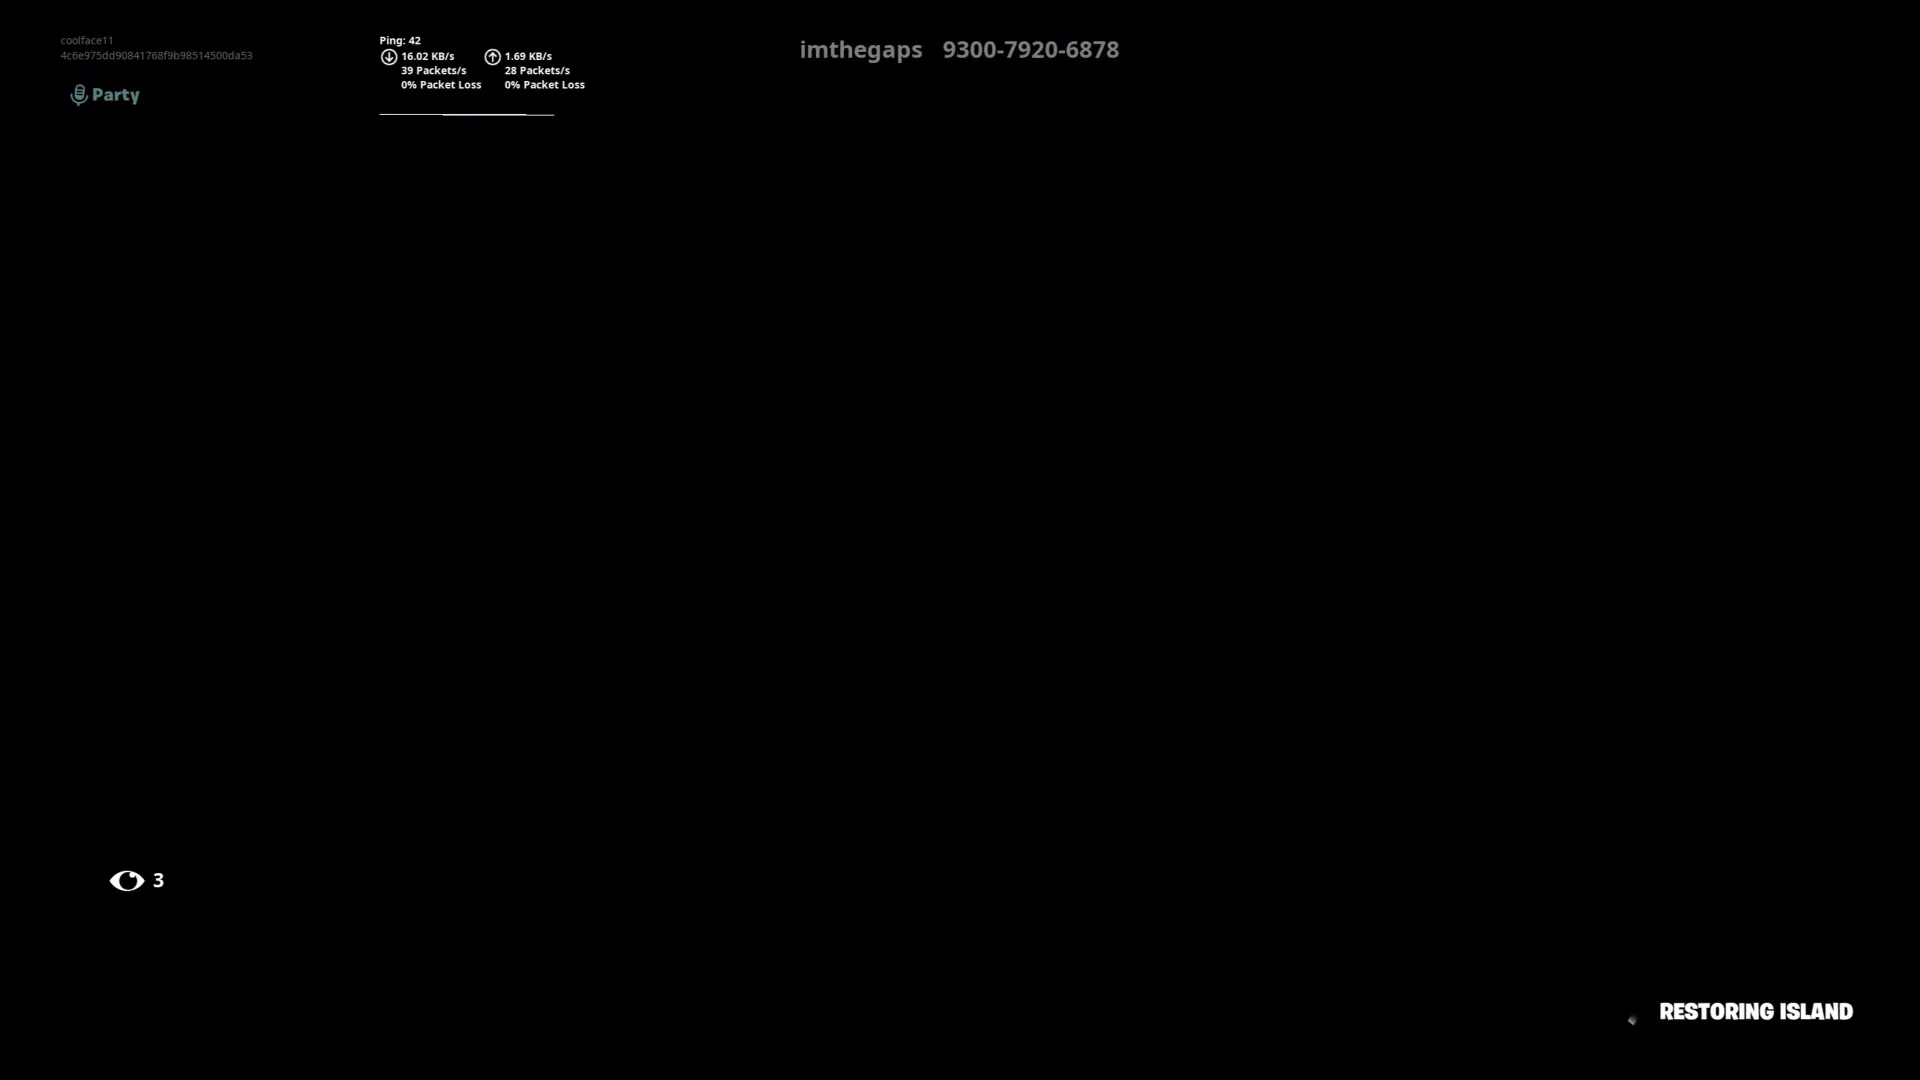 coolface11
4c6e975dd90841768f9b98514500da53
Party
Ping: 42
16.02 KB/s 1.69 KB/s
39 Packets/s 28 Packets/s
0% Packet Loss 0% Packet Loss
imthegaps 9300-7920-6878
3
RESTORING ISLAND